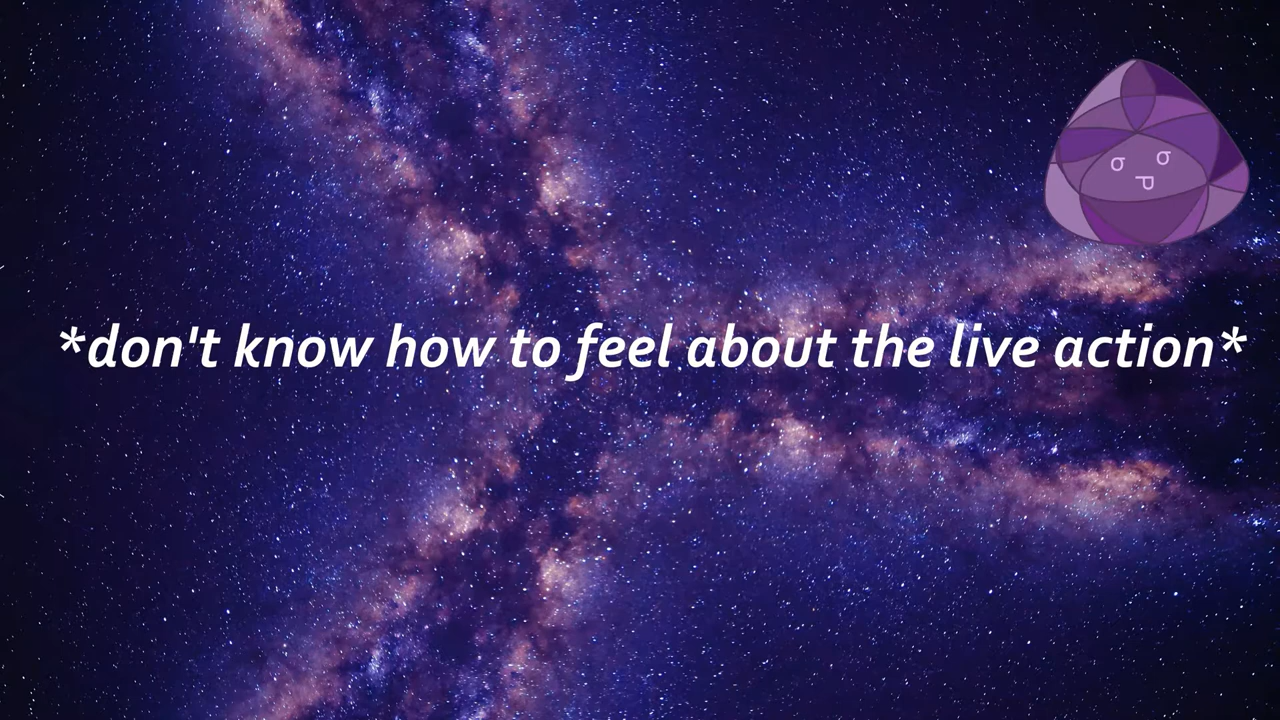 σ σ
P
*don't know how to feel about the live action*